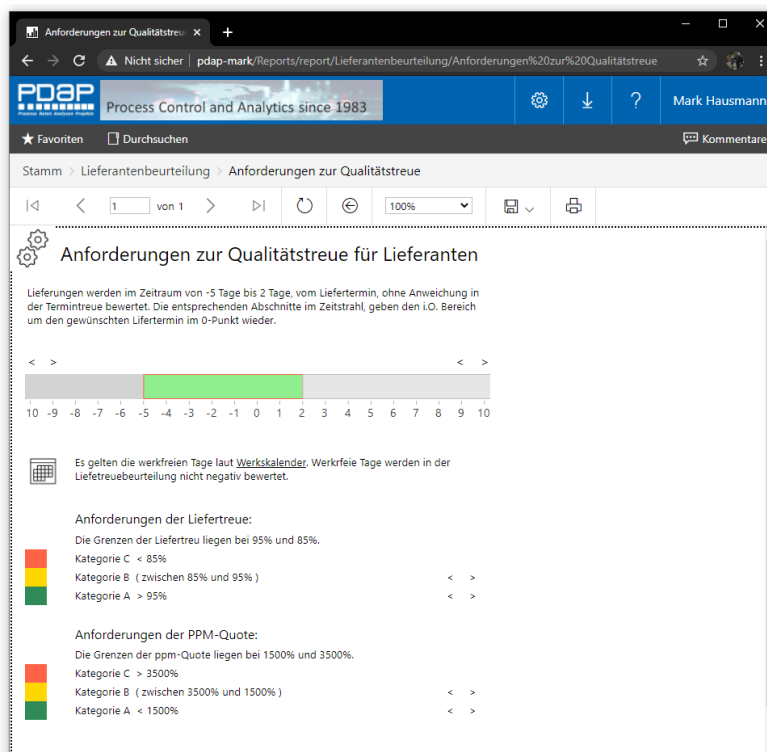 Anforderungen zur Qualitätstreu
Nicht sicher | pdap-mark/Reports/report/Lieferantenbeurteilung/Anforderungen%20zur%20Qualitätstreue
PDAP
Prozesse Daten Analysen Projekte
Process Control and Analytics since 1983
? Mark Hausmann
Favoriten Durchsuchen Kommentare
Stamm > Lieferantenbeurteilung > Anforderungen zur Qualitätstreue
1 von 1 100%
Anforderungen zur Qualitätstreue für Lieferanten
Lieferungen werden im Zeitraum von -5 Tage bis 2 Tage, vom Liefertermin, ohne Anweichung in
der Termintreue bewertet. Die entsprechenden Abschnitte im Zeitstrahl, geben den i.O. Bereich
um den gewünschten Lifertermin im 0-Punkt wieder.
< > < >
10 -9 -8 -7 -6 -5 -4 -3 -2 -1 0 1 2 3 4 5 6 7 8 9 10
Es gelten die werkfreien Tage laut Werkskalender. Werkrfeie Tage werden in der
Liefetreuebeurteilung nicht negativ bewertet.
Anforderungen der Liefertreue:
Die Grenzen der Liefertreu liegen bei 95% und 85%.
Kategorie C < 85%
Kategorie B ( zwischen 85% und 95% ) < >
Kategorie A > 95% < >
Anforderungen der PPM-Quote:
Die Grenzen der ppm-Quote liegen bei 1500% und 3500%.
Kategorie C > 3500%
Kategorie B ( zwischen 3500% und 1500% ) < >
Kategorie A < 1500% < >